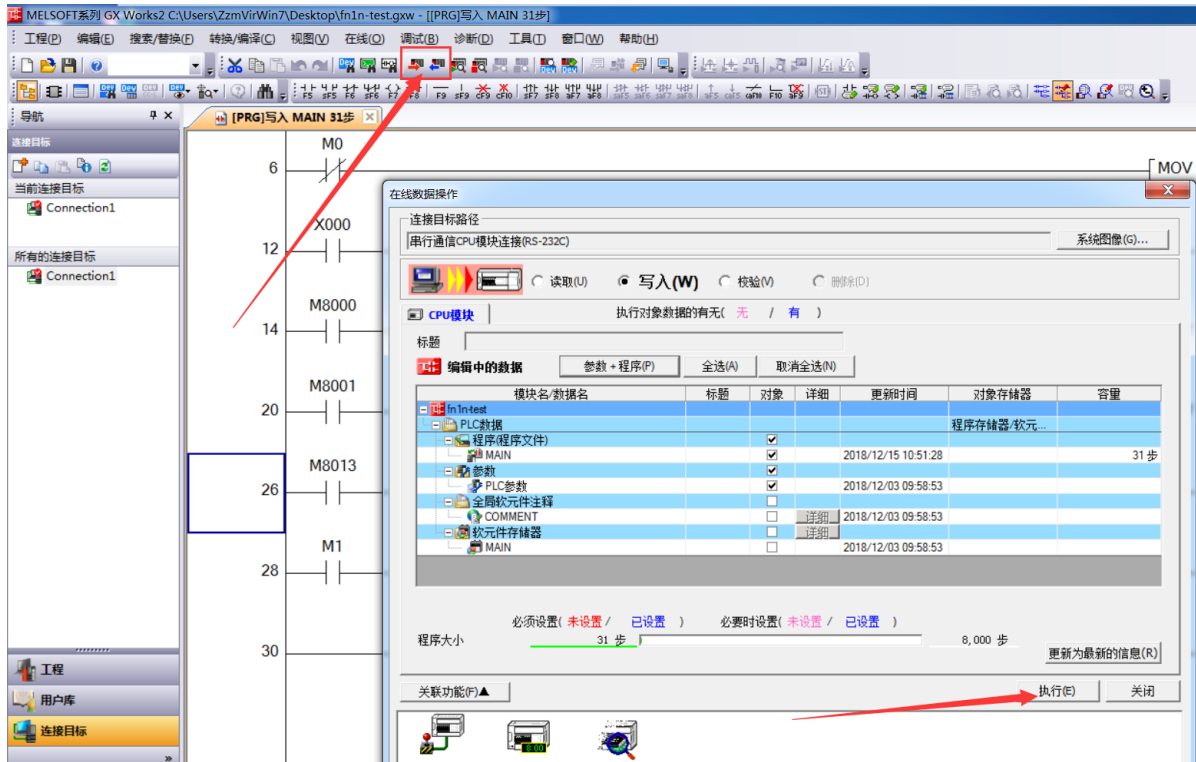 MELSOFT系列 GX Works2 C:\Users\ZzmVirWin7\Desktop\fn1n-test.gxw - [[PRG]写入 MAIN 31步]
工程(P) 编辑(E) 搜索/替换(F) 转换/编译(C) 视图(V) 在线(O) 调试(B) 诊断(D) 工具(T) 窗口(W) 帮助(H)
导航
[PRG]写入 MAIN 31步
连接目标
当前连接目标
Connection1
所有的连接目标
Connection1
工程
用户库
连接目标
M0
6
MOV
X000
12
M8000
14
M8001
20
M8013
26
M1
28
30
在线数据操作
连接目标路径
串行通信CPU模块连接(RS-232C)
系统图像(G)...
读取(U) 写入(W) 校验(V) 删除(D)
CPU模块
执行对象数据的有无( 无 / 有 )
标题
编辑中的数据 参数+程序(P) 全选(A) 取消全选(N)
模块名/数据名 标题 对象 详细 更新时间 对象存储器 容量
fn1n-test
PLC数据 程序存储器/软元...
程序(程序文件)
MAIN 2018/12/15 10:51:28 31 步
参数
PLC参数 2018/12/03 09:58:53
全局软元件注释
COMMENT 详细 2018/12/03 09:58:53
软元件存储器 详细
MAIN 2018/12/03 09:58:53
必须设置( 未设置 / 已设置 ) 必要时设置( 未设置 / 已设置 )
程序大小 31 步 8,000 步
更新为最新的信息(R)
关联功能(F)▲ 执行(E) 关闭
8:00